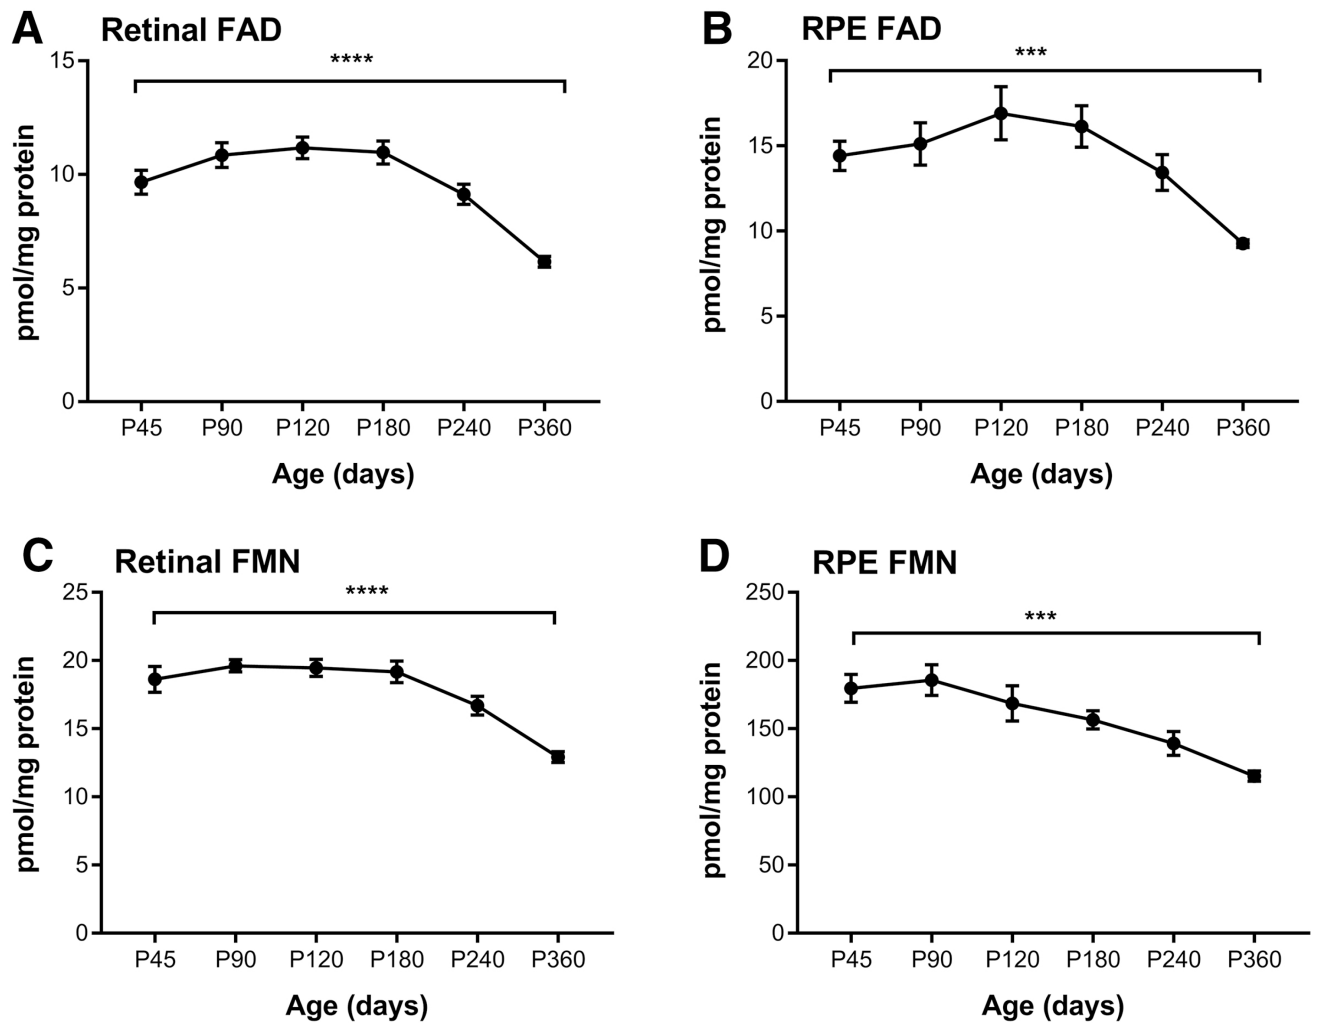 A Retinal FAD
****
pmol/mg protein
15
10
5
0
P45 P90 P120 P180 P240 P360
Age (days)
B RPE FAD
***
pmol/mg protein
20
15
10
5
0
P45 P90 P120 P180 P240 P360
Age (days)
C Retinal FMN
****
pmol/mg protein
25
20
15
10
5
0
P45 P90 P120 P180 P240 P360
Age (days)
D RPE FMN
***
pmol/mg protein
250
200
150
100
50
0
P45 P90 P120 P180 P240 P360
Age (days)